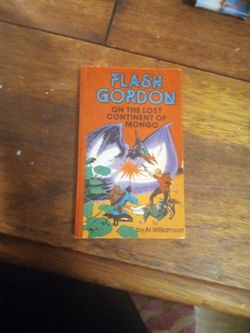 FLASH
GORDON
ON THE LOST
CONTINENT OF
MONGO
by Al Williamson